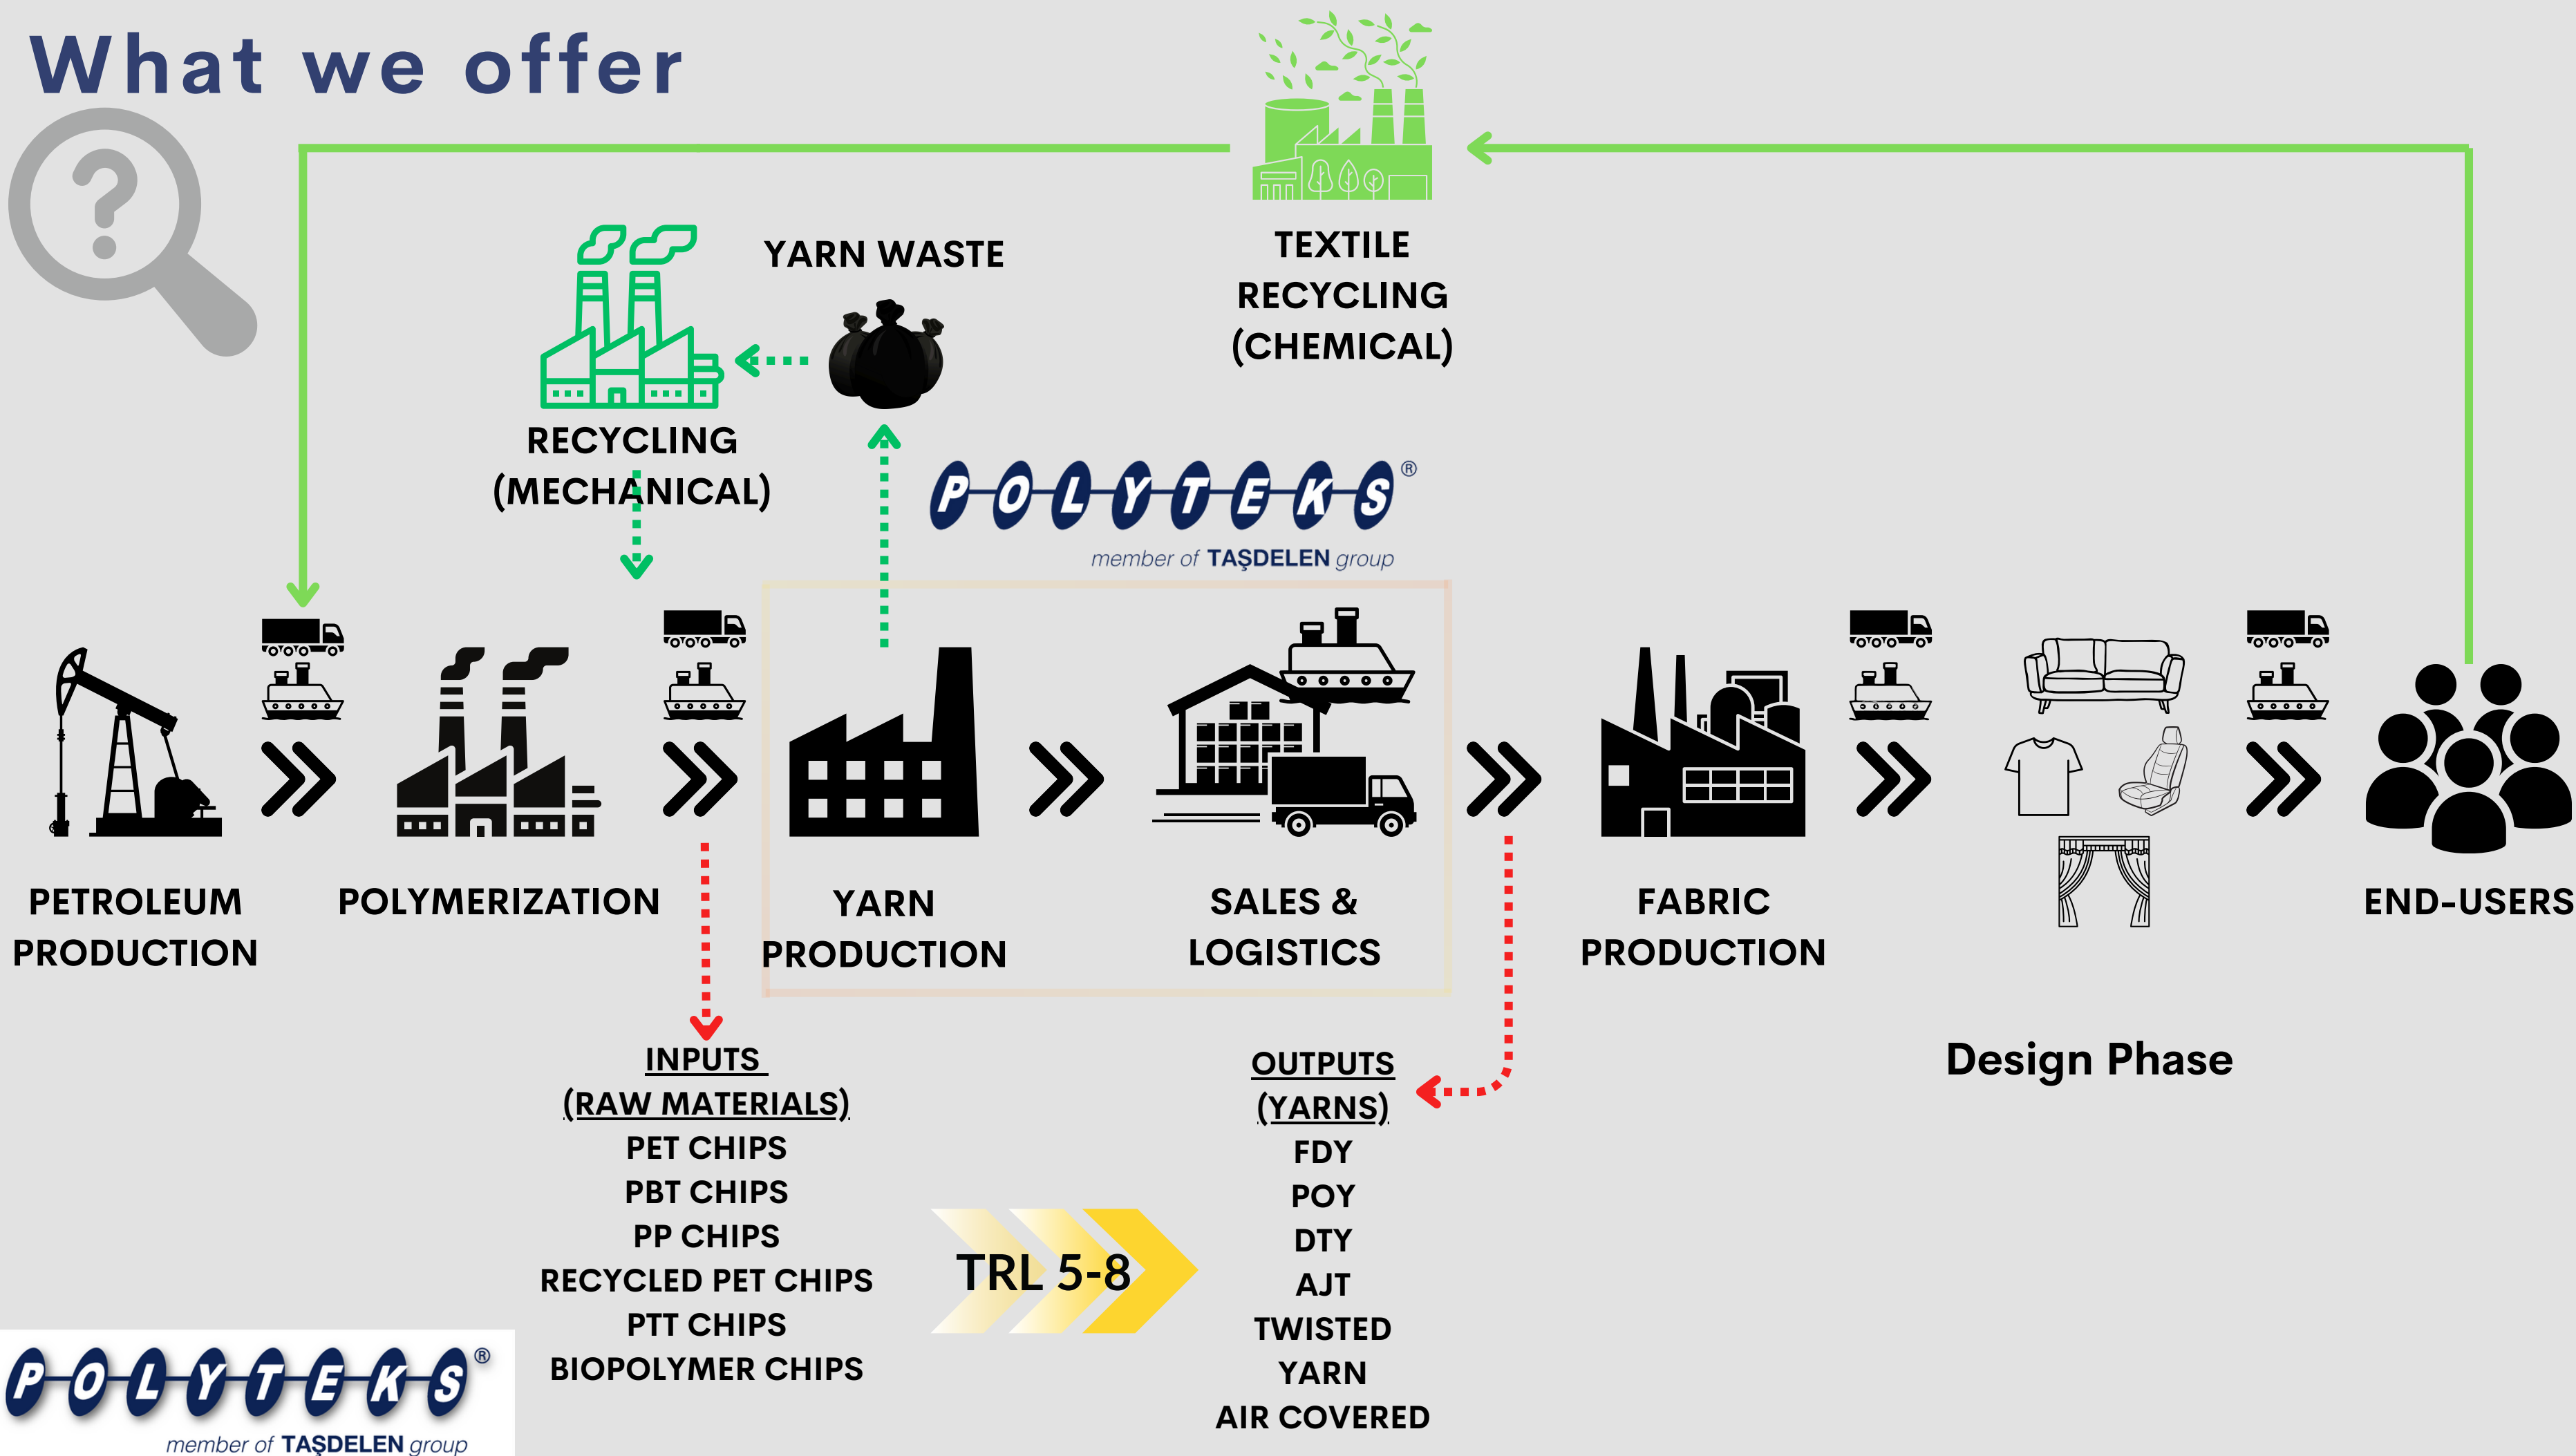 What we offer
?
TEXTILE
RECYCLING
(CHEMICAL)
YARN WASTE
RECYCLING
(MECHANICAL)
POLYTEKS®
member of TAŞDELEN group
PETROLEUM
PRODUCTION
POLYMERIZATION
YARN
PRODUCTION
SALES &
LOGISTICS
FABRIC
PRODUCTION
END-USERS
Design Phase
INPUTS
(RAW MATERIALS)
PET CHIPS
PBT CHIPS
PP CHIPS
RECYCLED PET CHIPS
PTT CHIPS
BIOPOLYMER CHIPS
TRL 5-8
OUTPUTS
(YARNS)
FDY
POY
DTY
AJT
TWISTED
YARN
AIR COVERED
POLYTEKS®
member of TAŞDELEN group